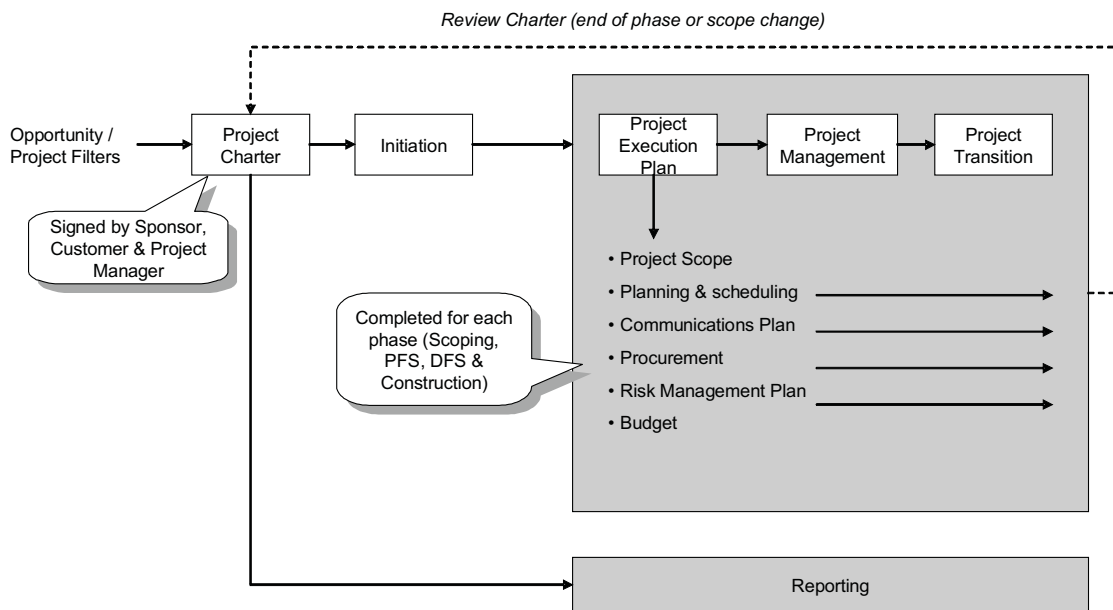 Review Charter (end of phase or scope change)
Opportunity /
Project Filters
Project
Charter
Initiation
Project
Execution
Plan
Project
Management
Project
Transition
Signed by Sponsor,
Customer & Project
Manager
• Project Scope
• Planning & scheduling
• Communications Plan
• Procurement
• Risk Management Plan
• Budget
Completed for each
phase (Scoping,
PFS, DFS &
Construction)
Reporting